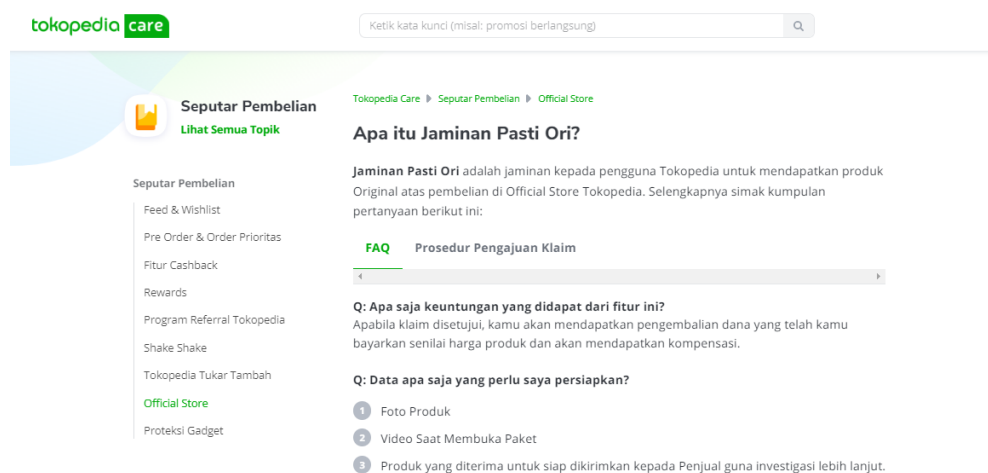 tokopedia care
Ketik kata kunci (misal: promosi berlangsung)
Seputar Pembelian
Lihat Semua Topik
Seputar Pembelian
Feed & Wishlist
Pre Order & Order Prioritas
Fitur Cashback
Rewards
Program Referral Tokopedia
Shake Shake
Tokopedia Tukar Tambah
Official Store
Proteksi Gadget
Tokopedia Care Seputar Pembelian Official Store
Apa itu Jaminan Pasti Ori?
Jaminan Pasti Ori adalah jaminan kepada pengguna Tokopedia untuk mendapatkan produk
Original atas pembelian di Official Store Tokopedia. Selengkapnya simak kumpulan
pertanyaan berikut ini:
FAQ Prosedur Pengajuan Klaim
Q: Apa saja keuntungan yang didapat dari fitur ini?
Apabila klaim disetujui, kamu akan mendapatkan pengembalian dana yang telah kamu
bayarkan senilai harga produk dan akan mendapatkan kompensasi.
Q: Data apa saja yang perlu saya persiapkan?
1 Foto Produk
2 Video Saat Membuka Paket
3 Produk yang diterima untuk siap dikirimkan kepada Penjual guna investigasi lebih lanjut.